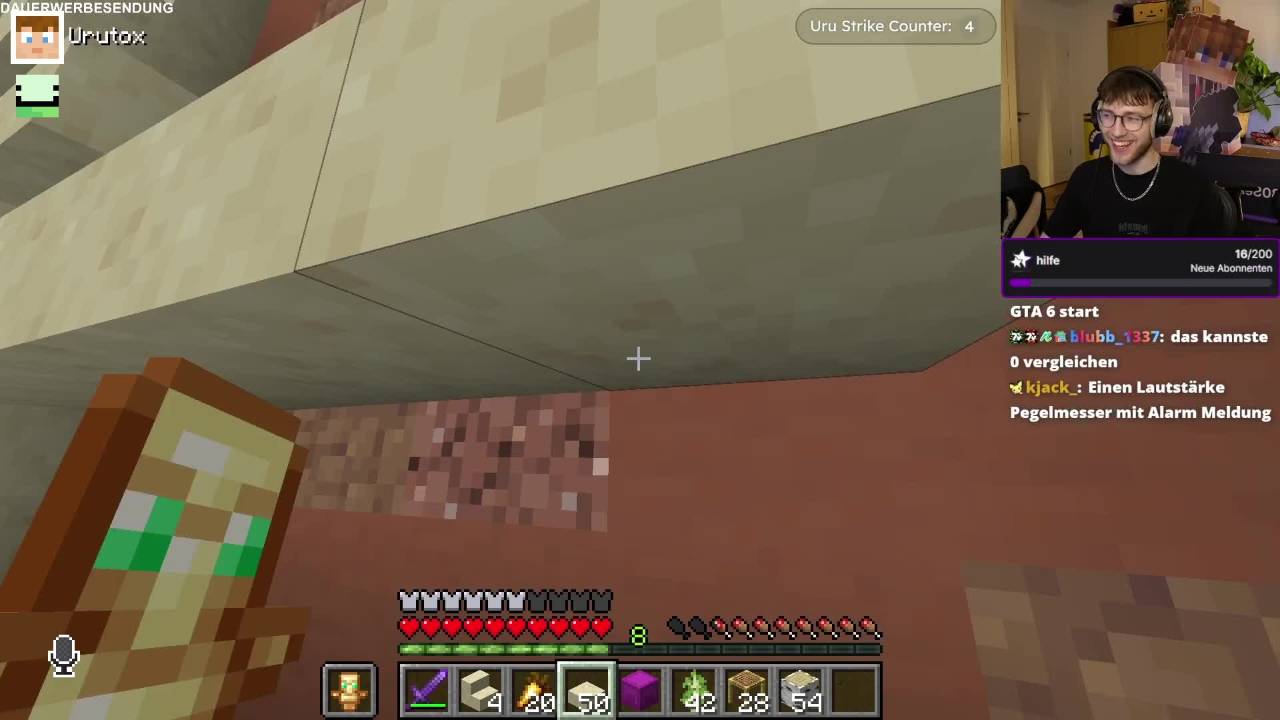 DAUERWERBESENDUNG
Urutox
Uru Strike Counter: 4
hilfe
16/200
Neue Abonnenten
GTA 6 start
blubb_1337: das kannste
0 vergleichen
kjack_: Einen Lautstärke
Pegelmesser mit Alarm Meldung
8
4
20
50
42
28
54